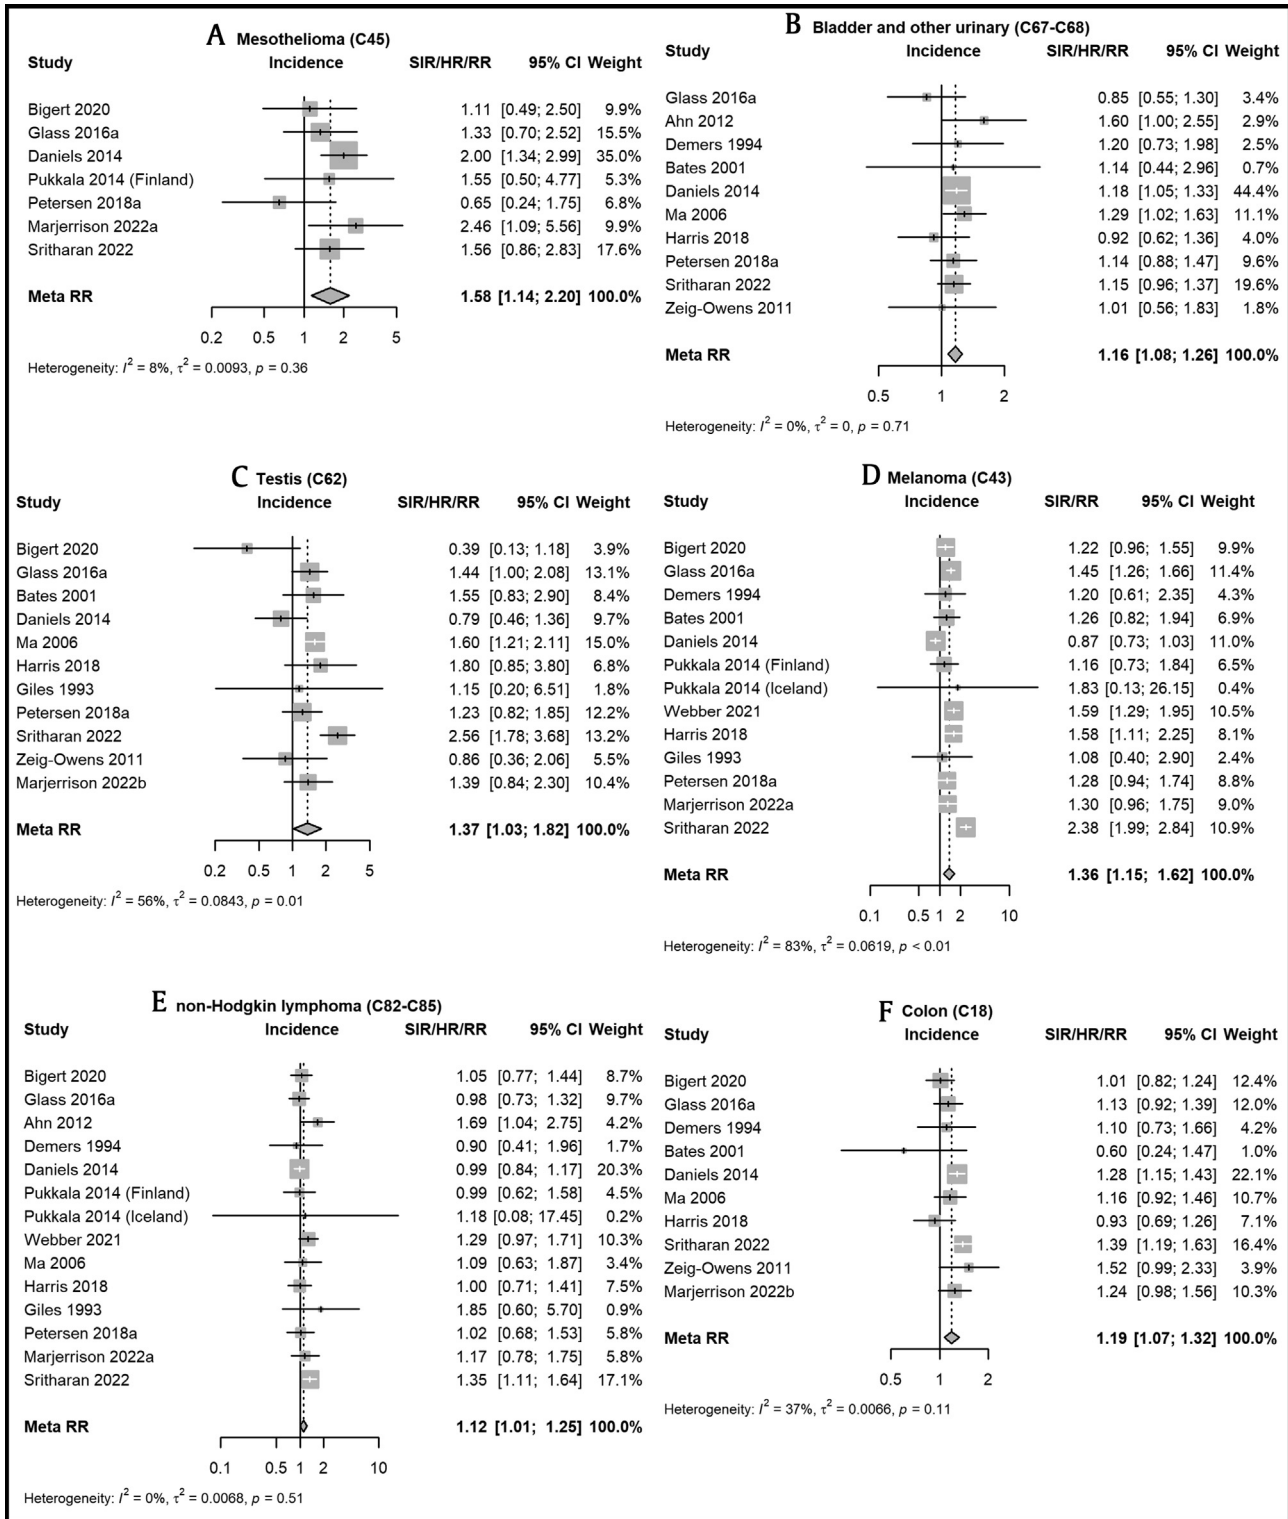 A Mesothelioma (C45)
Study Incidence SIR/HR/RR 95% CI Weight
Bigert 2020 1.11 [0.49; 2.50] 9.9%
Glass 2016a 1.33 [0.70; 2.52] 15.5%
Daniels 2014 2.00 [1.34; 2.99] 35.0%
Pukkala 2014 (Finland) 1.55 [0.50; 4.77] 5.3%
Petersen 2018a 0.65 [0.24; 1.75] 6.8%
Marjerrison 2022a 2.46 [1.09; 5.56] 9.9%
Sritharan 2022 1.56 [0.86; 2.83] 17.6%
Meta RR 1.58 [1.14; 2.20] 100.0%
0.2 0.5 1 2 5
Heterogeneity: I² = 8%, τ² = 0.0093, p = 0.36
B Bladder and other urinary (C67-C68)
Study Incidence SIR/HR/RR 95% CI Weight
Glass 2016a 0.85 [0.55; 1.30] 3.4%
Ahn 2012 1.60 [1.00; 2.55] 2.9%
Demers 1994 1.20 [0.73; 1.98] 2.5%
Bates 2001 1.14 [0.44; 2.96] 0.7%
Daniels 2014 1.18 [1.05; 1.33] 44.4%
Ma 2006 1.29 [1.02; 1.63] 11.1%
Harris 2018 0.92 [0.62; 1.36] 4.0%
Petersen 2018a 1.14 [0.88; 1.47] 9.6%
Sritharan 2022 1.15 [0.96; 1.37] 19.6%
Zeig-Owens 2011 1.01 [0.56; 1.83] 1.8%
Meta RR 1.16 [1.08; 1.26] 100.0%
0.5 1 2
Heterogeneity: I² = 0%, τ² = 0, p = 0.71
C Testis (C62)
Study Incidence SIR/HR/RR 95% CI Weight
Bigert 2020 0.39 [0.13; 1.18] 3.9%
Glass 2016a 1.44 [1.00; 2.08] 13.1%
Bates 2001 1.55 [0.83; 2.90] 8.4%
Daniels 2014 0.79 [0.46; 1.36] 9.7%
Ma 2006 1.60 [1.21; 2.11] 15.0%
Harris 2018 1.80 [0.85; 3.80] 6.8%
Giles 1993 1.15 [0.20; 6.51] 1.8%
Petersen 2018a 1.23 [0.82; 1.85] 12.2%
Sritharan 2022 2.56 [1.78; 3.68] 13.2%
Zeig-Owens 2011 0.86 [0.36; 2.06] 5.5%
Marjerrison 2022b 1.39 [0.84; 2.30] 10.4%
Meta RR 1.37 [1.03; 1.82] 100.0%
0.2 0.5 1 2 5
Heterogeneity: I² = 56%, τ² = 0.0843, p = 0.01
D Melanoma (C43)
Study Incidence SIR/RR 95% CI Weight
Bigert 2020 1.22 [0.96; 1.55] 9.9%
Glass 2016a 1.45 [1.26; 1.66] 11.4%
Demers 1994 1.20 [0.61; 2.35] 4.3%
Bates 2001 1.26 [0.82; 1.94] 6.9%
Daniels 2014 0.87 [0.73; 1.03] 11.0%
Pukkala 2014 (Finland) 1.16 [0.73; 1.84] 6.5%
Pukkala 2014 (Iceland) 1.83 [0.13; 26.15] 0.4%
Webber 2021 1.59 [1.29; 1.95] 10.5%
Harris 2018 1.58 [1.11; 2.25] 8.1%
Giles 1993 1.08 [0.40; 2.90] 2.4%
Petersen 2018a 1.28 [0.94; 1.74] 8.8%
Marjerrison 2022a 1.30 [0.96; 1.75] 9.0%
Sritharan 2022 2.38 [1.99; 2.84] 10.9%
Meta RR 1.36 [1.15; 1.62] 100.0%
0.1 0.5 1 2 10
Heterogeneity: I² = 83%, τ² = 0.0619, p < 0.01
E non-Hodgkin lymphoma (C82-C85)
Study Incidence SIR/HR/RR 95% CI Weight
Bigert 2020 1.05 [0.77; 1.44] 8.7%
Glass 2016a 0.98 [0.73; 1.32] 9.7%
Ahn 2012 1.69 [1.04; 2.75] 4.2%
Demers 1994 0.90 [0.41; 1.96] 1.7%
Daniels 2014 0.99 [0.84; 1.17] 20.3%
Pukkala 2014 (Finland) 0.99 [0.62; 1.58] 4.5%
Pukkala 2014 (Iceland) 1.18 [0.08; 17.45] 0.2%
Webber 2021 1.29 [0.97; 1.71] 10.3%
Ma 2006 1.09 [0.63; 1.87] 3.4%
Harris 2018 1.00 [0.71; 1.41] 7.5%
Giles 1993 1.85 [0.60; 5.70] 0.9%
Petersen 2018a 1.02 [0.68; 1.53] 5.8%
Marjerrison 2022a 1.17 [0.78; 1.75] 5.8%
Sritharan 2022 1.35 [1.11; 1.64] 17.1%
Meta RR 1.12 [1.01; 1.25] 100.0%
0.1 0.5 1 2 10
Heterogeneity: I² = 0%, τ² = 0.0068, p = 0.51
F Colon (C18)
Study Incidence SIR/HR/RR 95% CI Weight
Bigert 2020 1.01 [0.82; 1.24] 12.4%
Glass 2016a 1.13 [0.92; 1.39] 12.0%
Demers 1994 1.10 [0.73; 1.66] 4.2%
Bates 2001 0.60 [0.24; 1.47] 1.0%
Daniels 2014 1.28 [1.15; 1.43] 22.1%
Ma 2006 1.16 [0.92; 1.46] 10.7%
Harris 2018 0.93 [0.69; 1.26] 7.1%
Sritharan 2022 1.39 [1.19; 1.63] 16.4%
Zeig-Owens 2011 1.52 [0.99; 2.33] 3.9%
Marjerrison 2022b 1.24 [0.98; 1.56] 10.3%
Meta RR 1.19 [1.07; 1.32] 100.0%
0.5 1 2
Heterogeneity: I² = 37%, τ² = 0.0066, p = 0.11